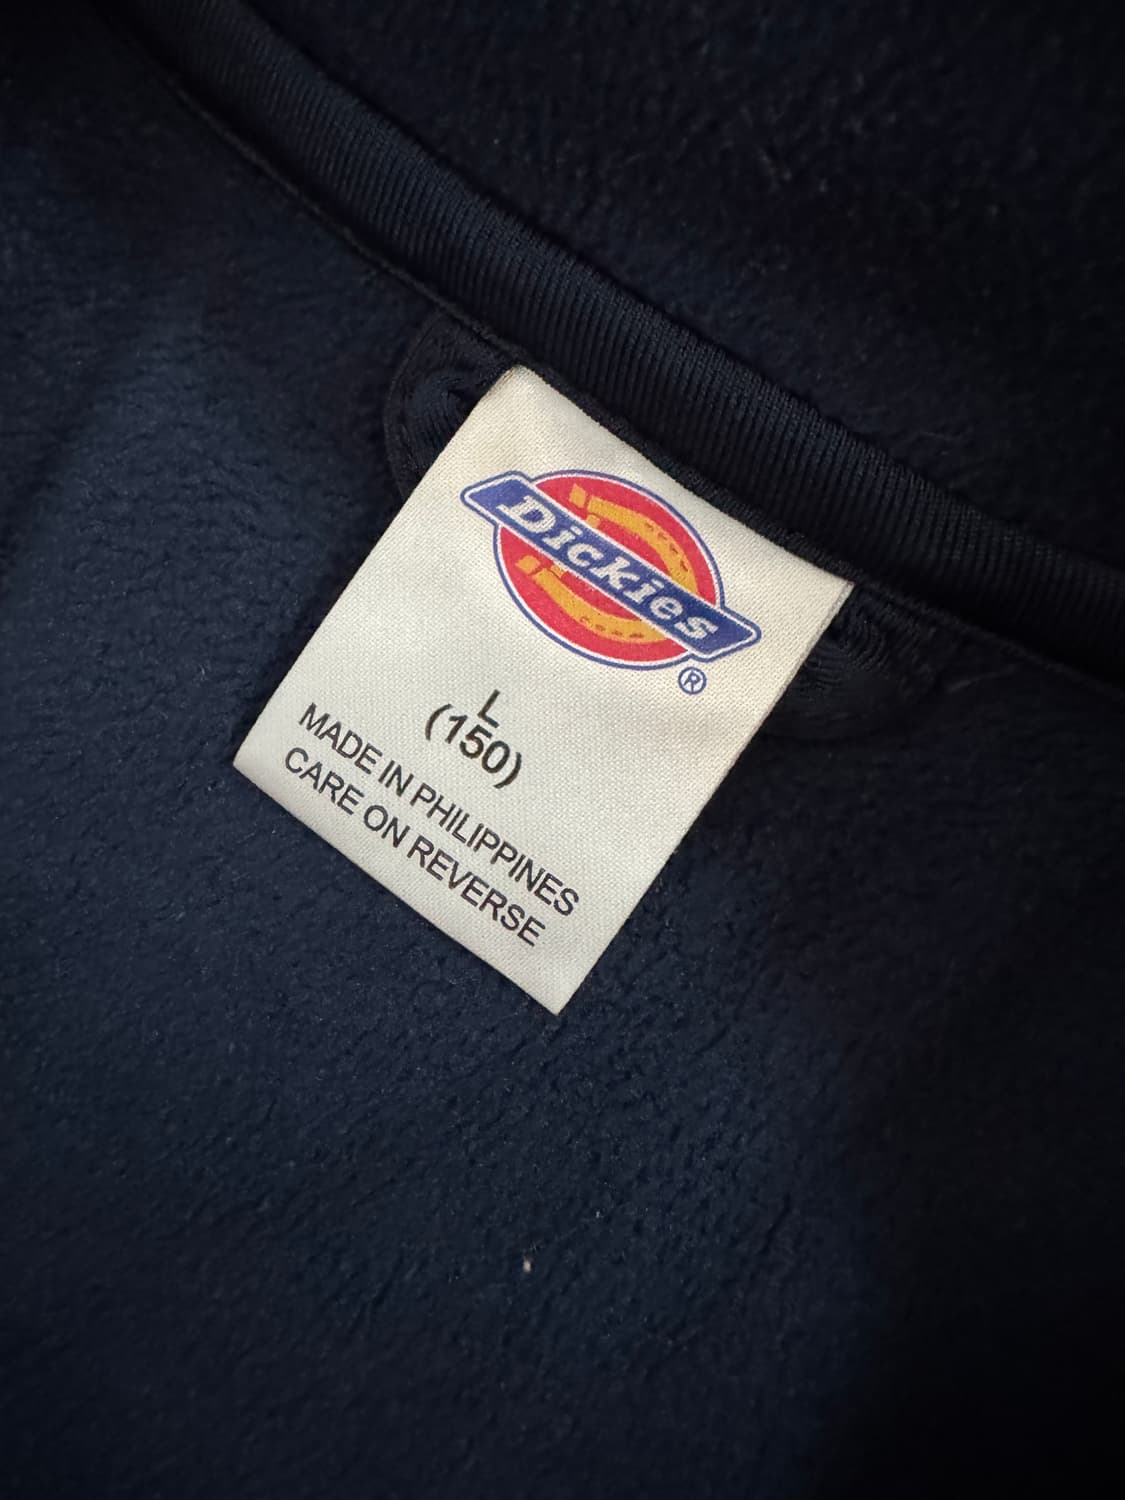 Dickies
®
L
(150)
MADE IN PHILIPPINES
CARE ON REVERSE